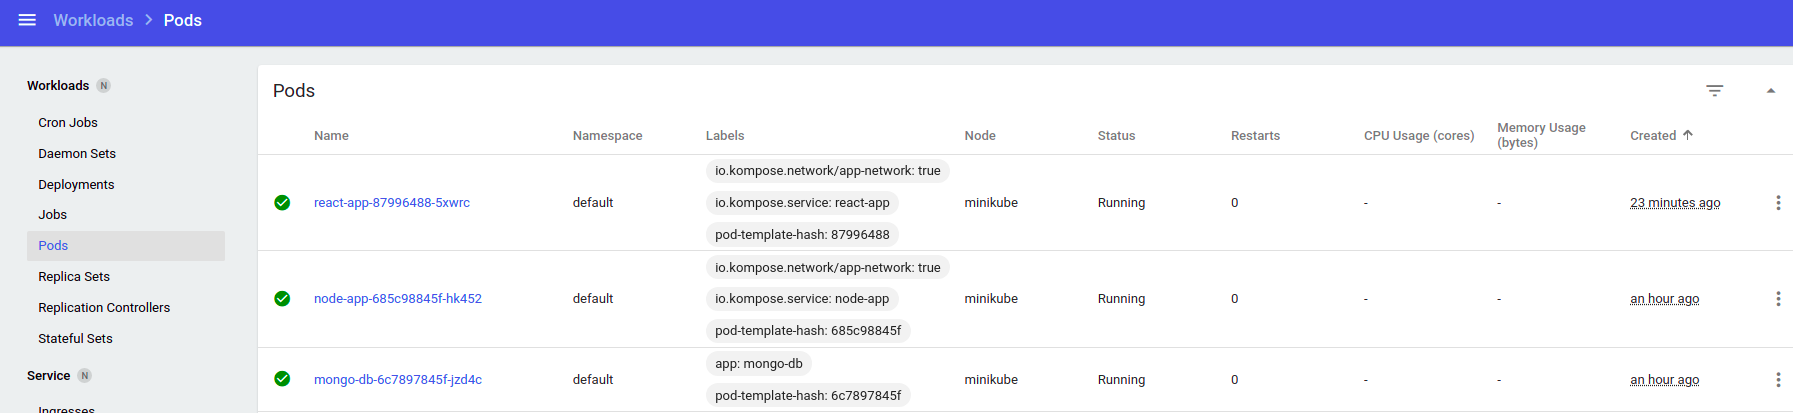 Workloads > Pods
Workloads N
Cron Jobs
Daemon Sets
Deployments
Jobs
Pods
Replica Sets
Replication Controllers
Stateful Sets
Service N
Ingresses
Pods
Name Namespace Labels Node Status Restarts CPU Usage (cores) Memory Usage (bytes) Created
io.kompose.network/app-network: true
react-app-87996488-5xwrc default io.kompose.service: react-app minikube Running 0 - - 23 minutes ago
pod-template-hash: 87996488
io.kompose.network/app-network: true
node-app-685c98845f-hk452 default io.kompose.service: node-app minikube Running 0 - - an hour ago
pod-template-hash: 685c98845f
app: mongo-db
mongo-db-6c7897845f-jzd4c default minikube Running 0 - - an hour ago
pod-template-hash: 6c7897845f